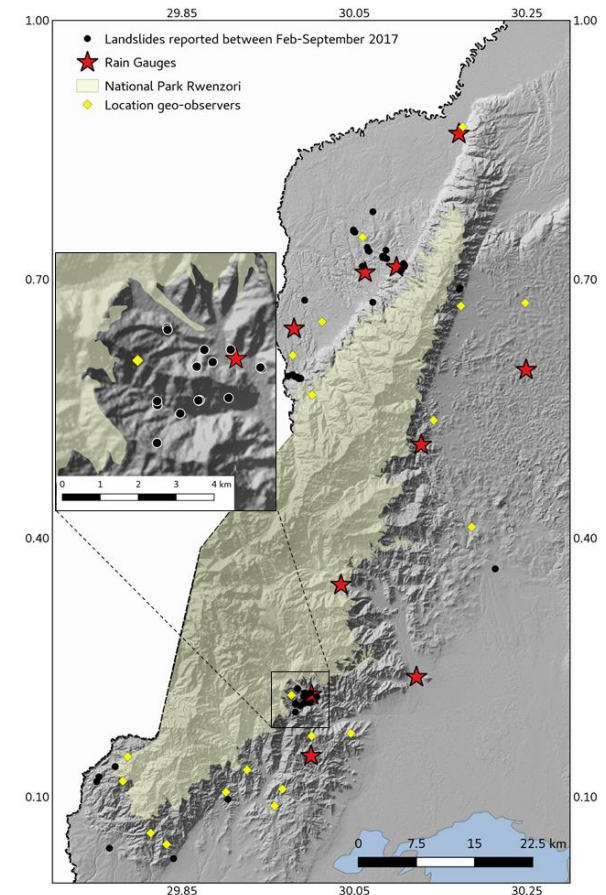 29.85 30.05 30.25
1.00 1.00
Landslides reported between Feb-September 2017
Rain Gauges
National Park Rwenzori
Location geo-observers
0.70 0.70
0 1 2 3 4 km
0.40 0.40
0.10 0.10
0 7.5 15 22.5 km
29.85 30.05 30.25